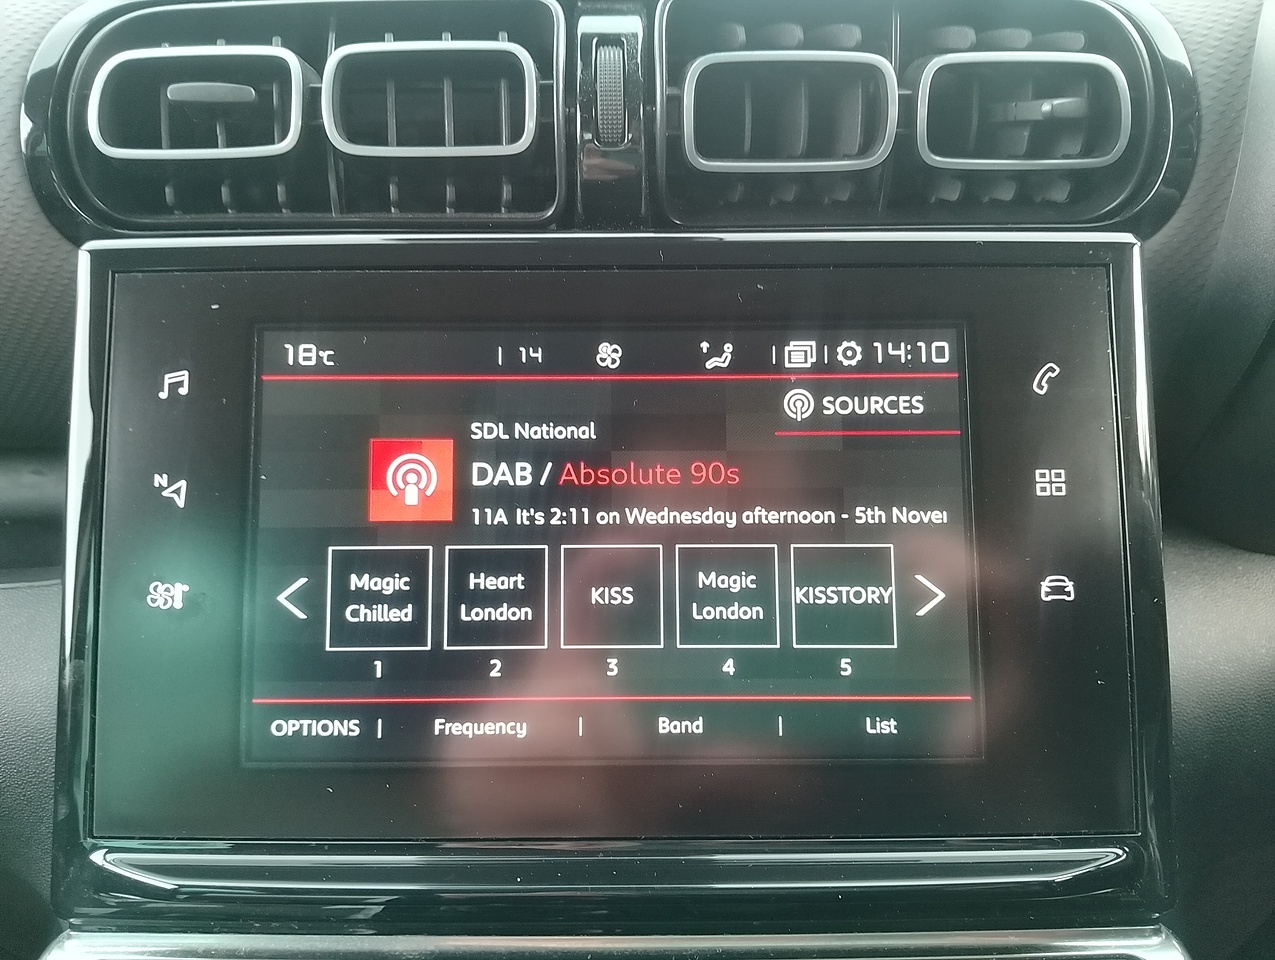 18°C | 14 | | 14:10
SOURCES
SDL National
DAB / Absolute 90s
11A It's 2:11 on Wednesday afternoon - 5th Nove
N
Magic Chilled
Heart London
KISS
Magic London
KISSTORY
1 2 3 4 5
OPTIONS | Frequency | Band | List